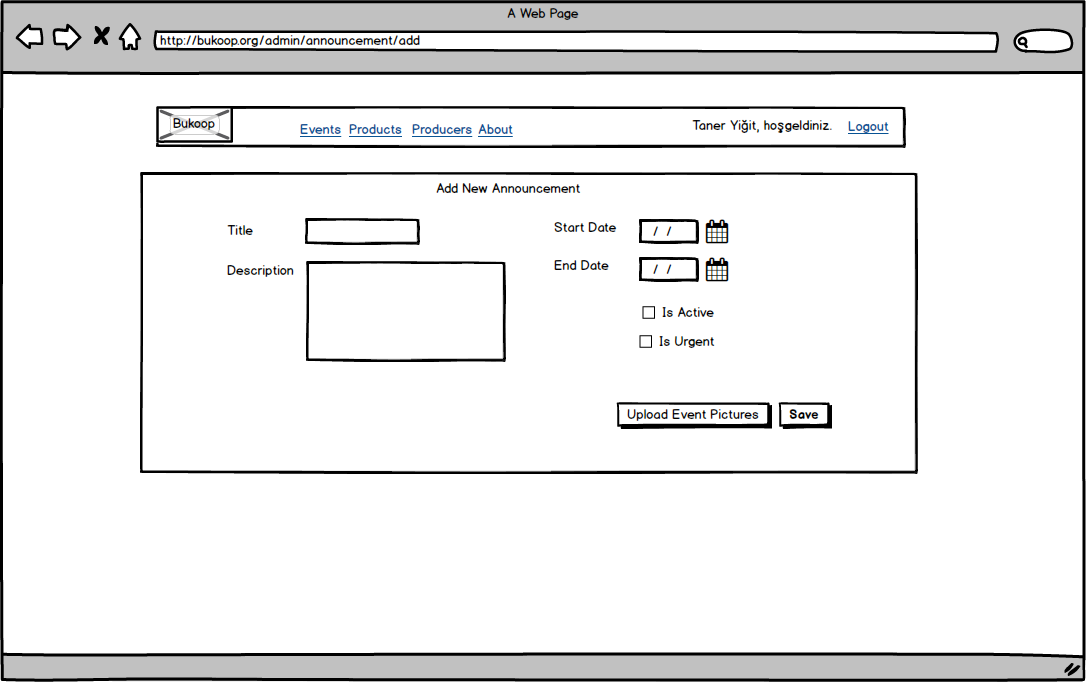 A Web Page
http://bukoop.org/admin/announcement/add
Bukoop
Events Products Producers About
Taner Yiğit, hoşgeldiniz. Logout
Add New Announcement
Title
Start Date / /
Description
End Date / /
Is Active
Is Urgent
Upload Event Pictures Save